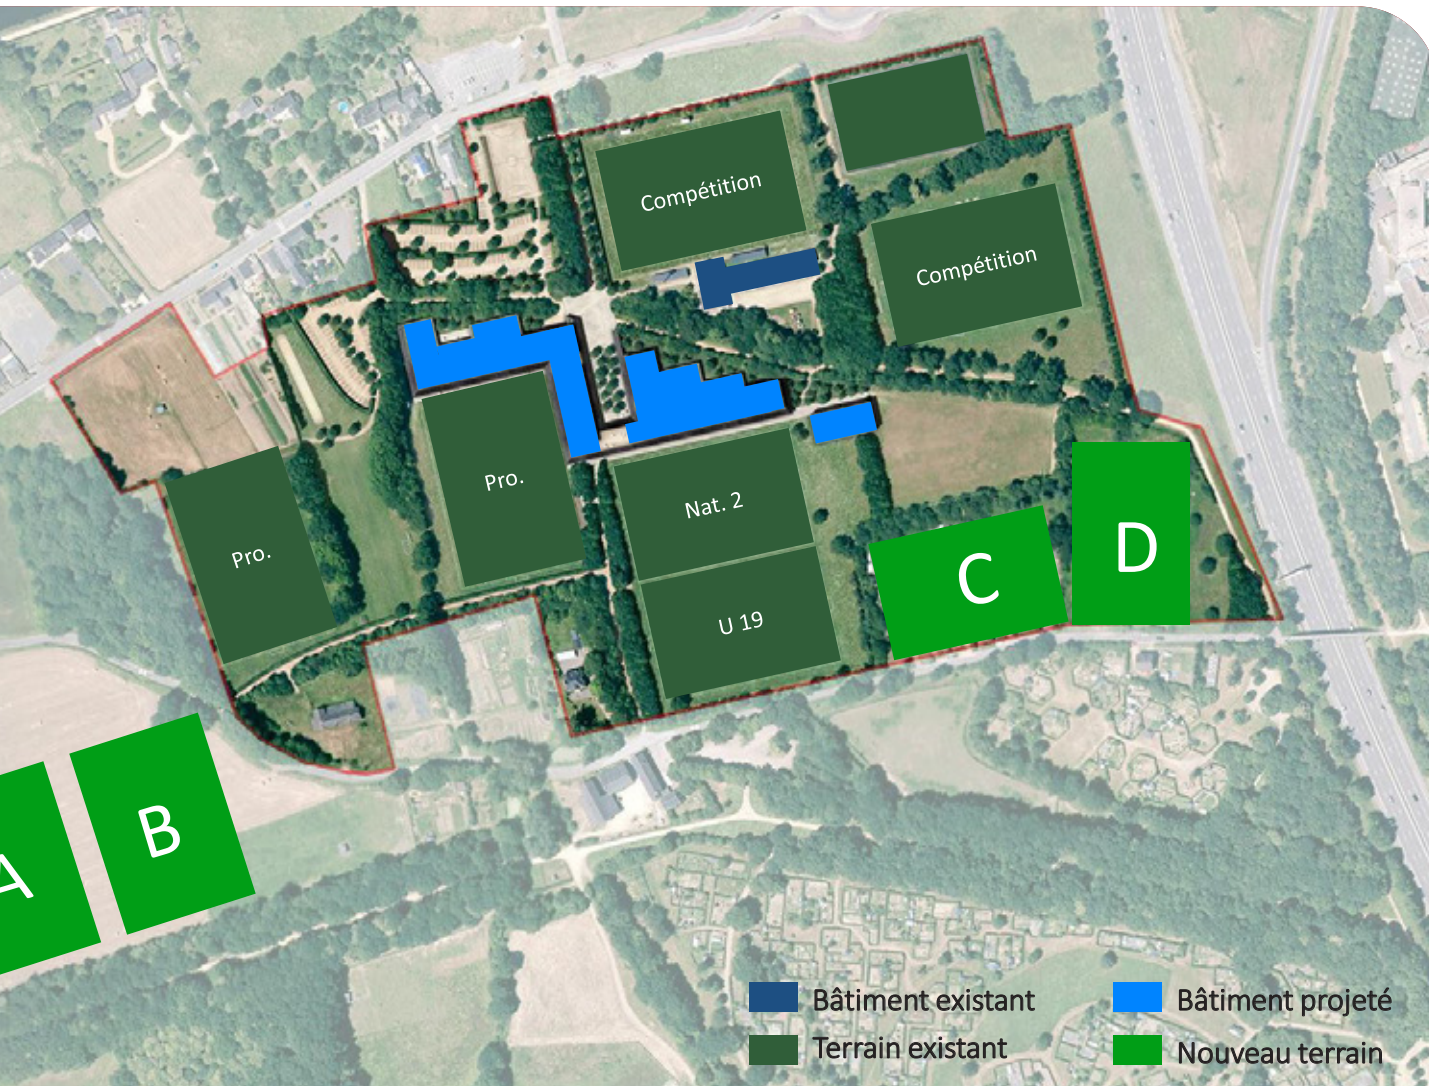 Compétition
Compétition
Pro.
Nat. 2
Pro.
C
D
U 19
B
A
Bâtiment existant
Bâtiment projeté
Terrain existant
Nouveau terrain